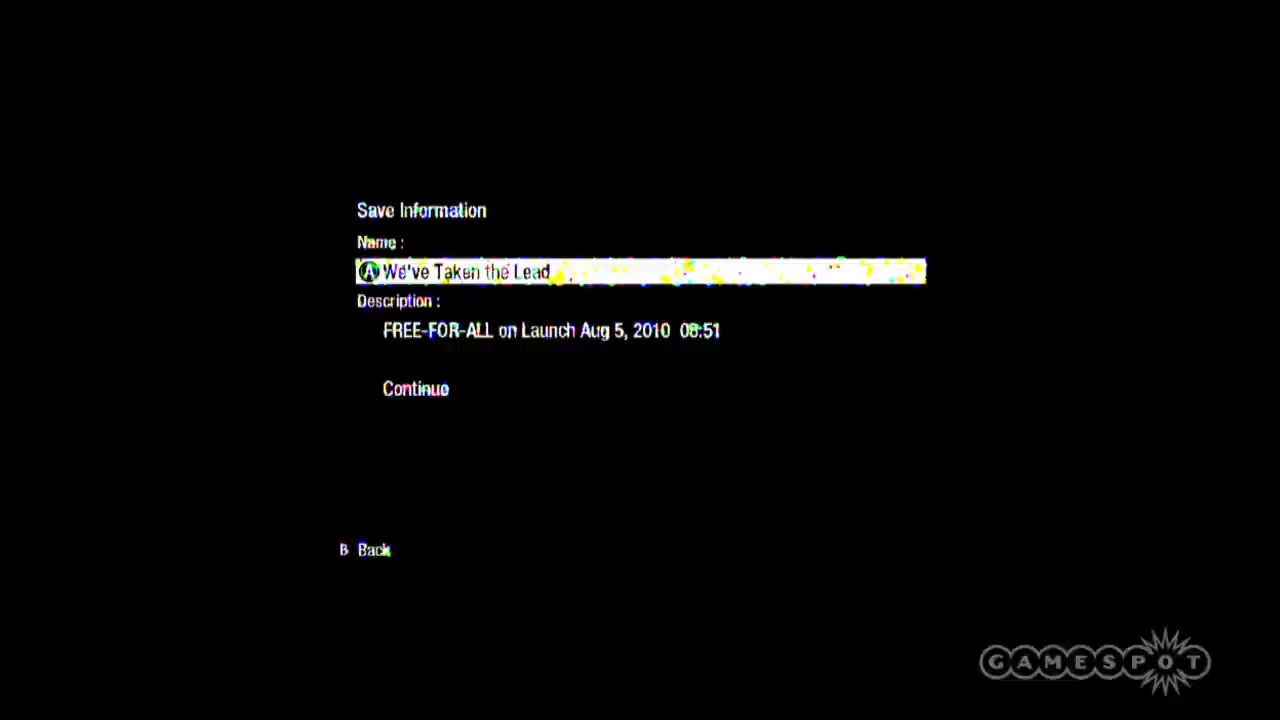 Save Information
Name :
A We've Taken the Lead
Description :
FREE-FOR-ALL on Launch Aug 5, 2010 08:51
Continue
B Back
GAMESPOT